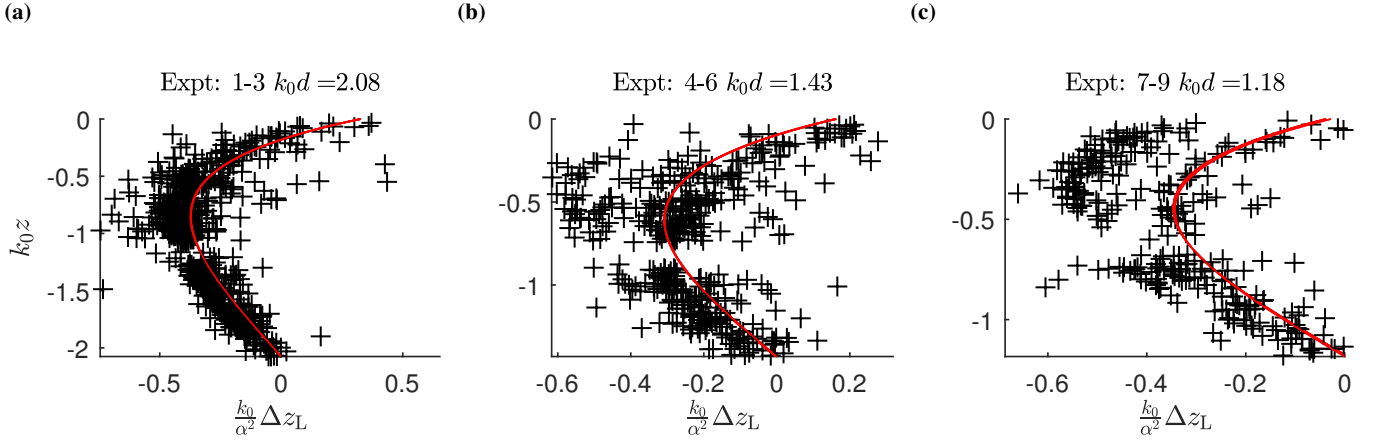 (a)
Expt: 1-3 k₀d =2.08
k₀z
0
-0.5
-1
-1.5
-2
-0.5
0
0.5
k₀/α² Δz_L
(b)
Expt: 4-6 k₀d =1.43
0
-0.5
-1
-0.6
-0.4
-0.2
0
0.2
k₀/α² Δz_L
(c)
Expt: 7-9 k₀d =1.18
0
-0.5
-1
-0.6
-0.4
-0.2
0
k₀/α² Δz_L